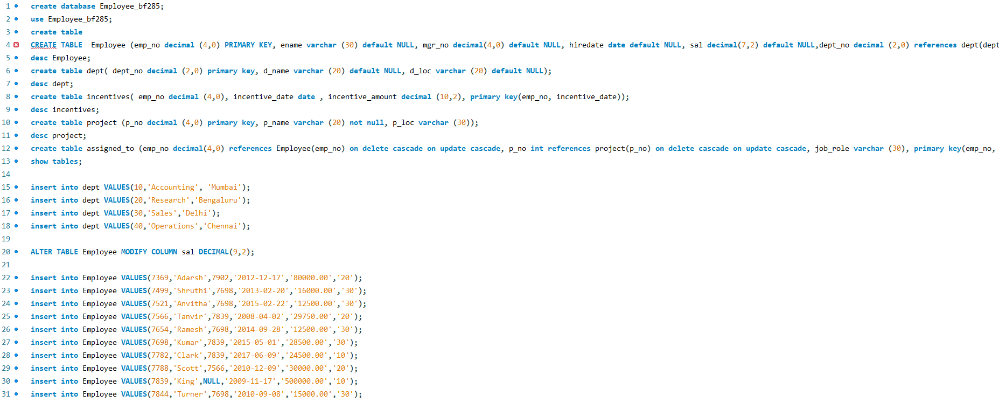 1 create database Employee_bf285;
2 use Employee_bf285;
3 create table
4 CREATE TABLE  Employee (emp_no decimal (4,0) PRIMARY KEY, ename varchar (30) default NULL, mgr_no decimal(4,0) default NULL, hiredate date default NULL, sal decimal(7,2) default NULL,dept_no decimal (2,0) references dept(dept
5 desc Employee;
6 create table dept( dept_no decimal (2,0) primary key, d_name varchar (20) default NULL, d_loc varchar (20) default NULL);
7 desc dept;
8 create table incentives( emp_no decimal (4,0), incentive_date date , incentive_amount decimal (10,2), primary key(emp_no, incentive_date));
9 desc incentives;
10 create table project (p_no decimal (4,0) primary key, p_name varchar (20) not null, p_loc varchar (30));
11 desc project;
12 create table assigned_to (emp_no decimal(4,0) references Employee(emp_no) on delete cascade on update cascade, p_no int references project(p_no) on delete cascade on update cascade, job_role varchar (30), primary key(emp_no,
13 show tables;
14
15 insert into dept VALUES(10,'Accounting', 'Mumbai');
16 insert into dept VALUES(20,'Research','Bengaluru');
17 insert into dept VALUES(30,'Sales','Delhi');
18 insert into dept VALUES(40,'Operations','Chennai');
19
20 ALTER TABLE Employee MODIFY COLUMN sal DECIMAL(9,2);
21
22 insert into Employee VALUES(7369,'Adarsh',7902,'2012-12-17','80000.00','20');
23 insert into Employee VALUES(7499,'Shruthi',7698,'2013-02-20','16000.00','30');
24 insert into Employee VALUES(7521,'Anvitha',7698,'2015-02-22','12500.00','30');
25 insert into Employee VALUES(7566,'Tanvir',7839,'2008-04-02','29750.00','20');
26 insert into Employee VALUES(7654,'Ramesh',7698,'2014-09-28','12500.00','30');
27 insert into Employee VALUES(7698,'Kumar',7839,'2015-05-01','28500.00','30');
28 insert into Employee VALUES(7782,'Clark',7839,'2017-06-09','24500.00','10');
29 insert into Employee VALUES(7788,'Scott',7566,'2010-12-09','30000.00','20');
30 insert into Employee VALUES(7839,'King',NULL,'2009-11-17','500000.00','10');
31 insert into Employee VALUES(7844,'Turner',7698,'2010-09-08','15000.00','30');